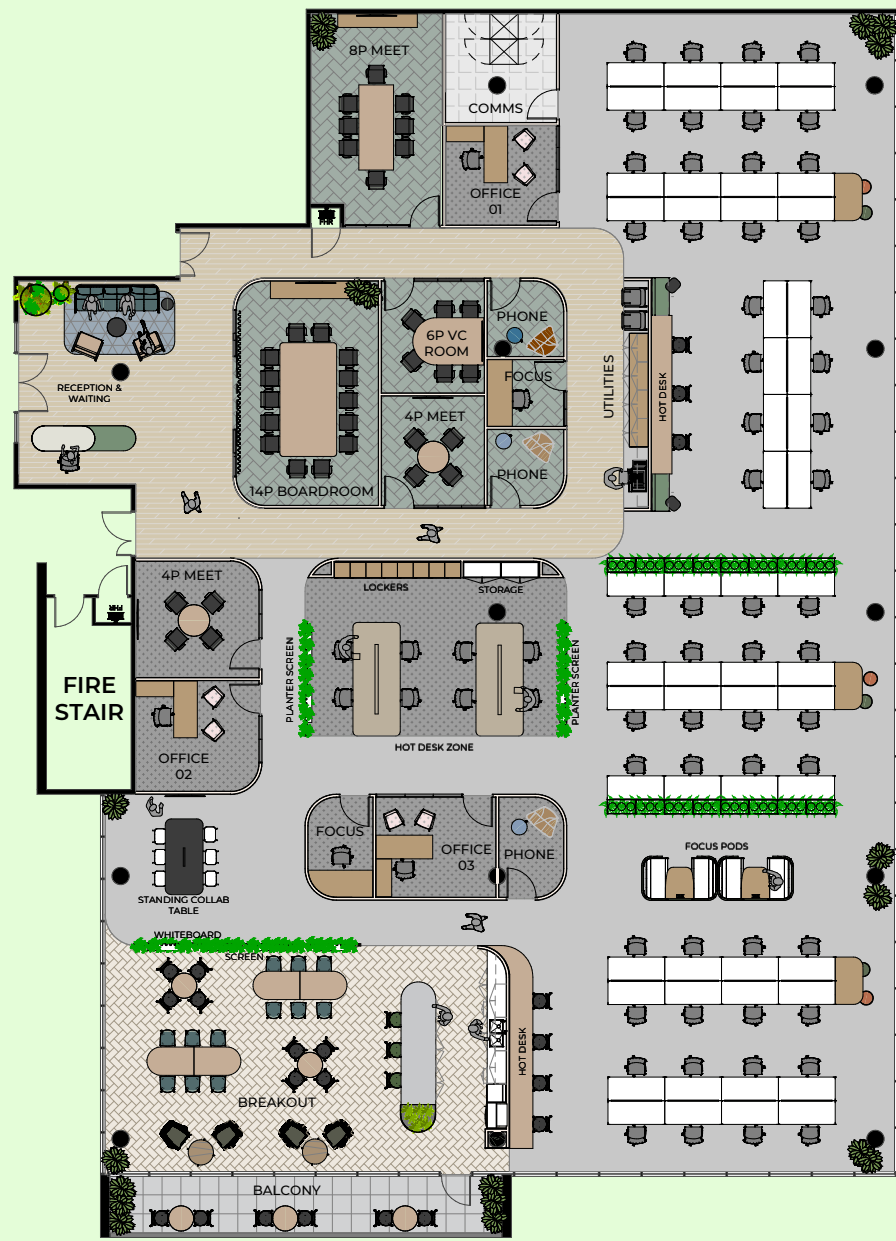 8P MEET
COMMS
OFFICE
01
PHONE
6P VC
ROOM
FOCUS
UTILITIES
HOT DESK
RECEPTION &
WAITING
4P MEET
PHONE
14P BOARDROOM
4P MEET
LOCKERS
STORAGE
FIRE
STAIR
PLANTER SCREEN
PLANTER SCREEN
HOT DESK ZONE
OFFICE
02
FOCUS
OFFICE
03
PHONE
FOCUS PODS
STANDING COLLAB
TABLE
WHITEBOARD
SCREEN
HOT DESK
BREAKOUT
BALCONY